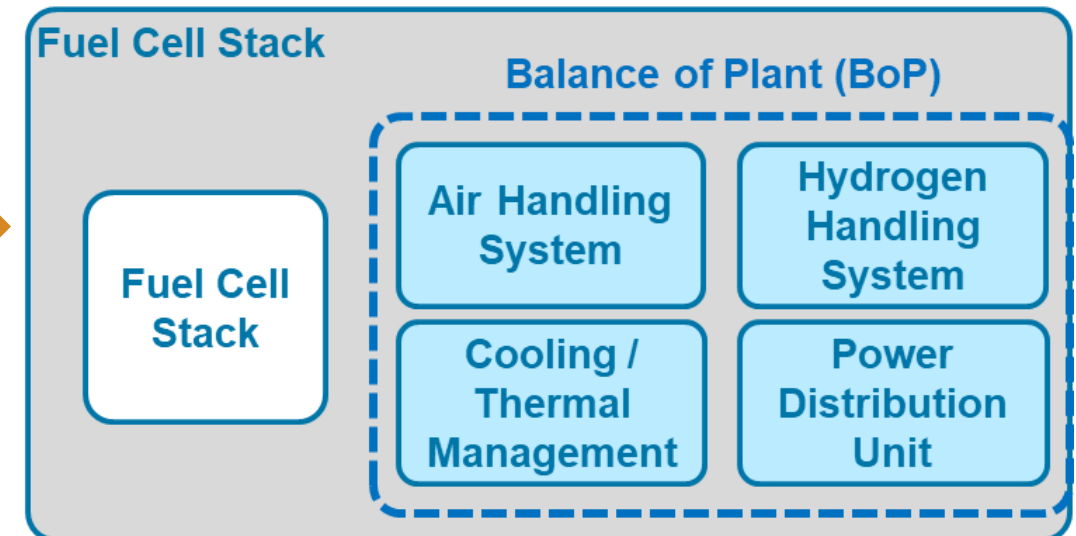 Fuel Cell Stack
Balance of Plant (BoP)
Air Handling
System
Hydrogen
Handling
System
Fuel Cell
Stack
Cooling /
Thermal
Management
Power
Distribution
Unit